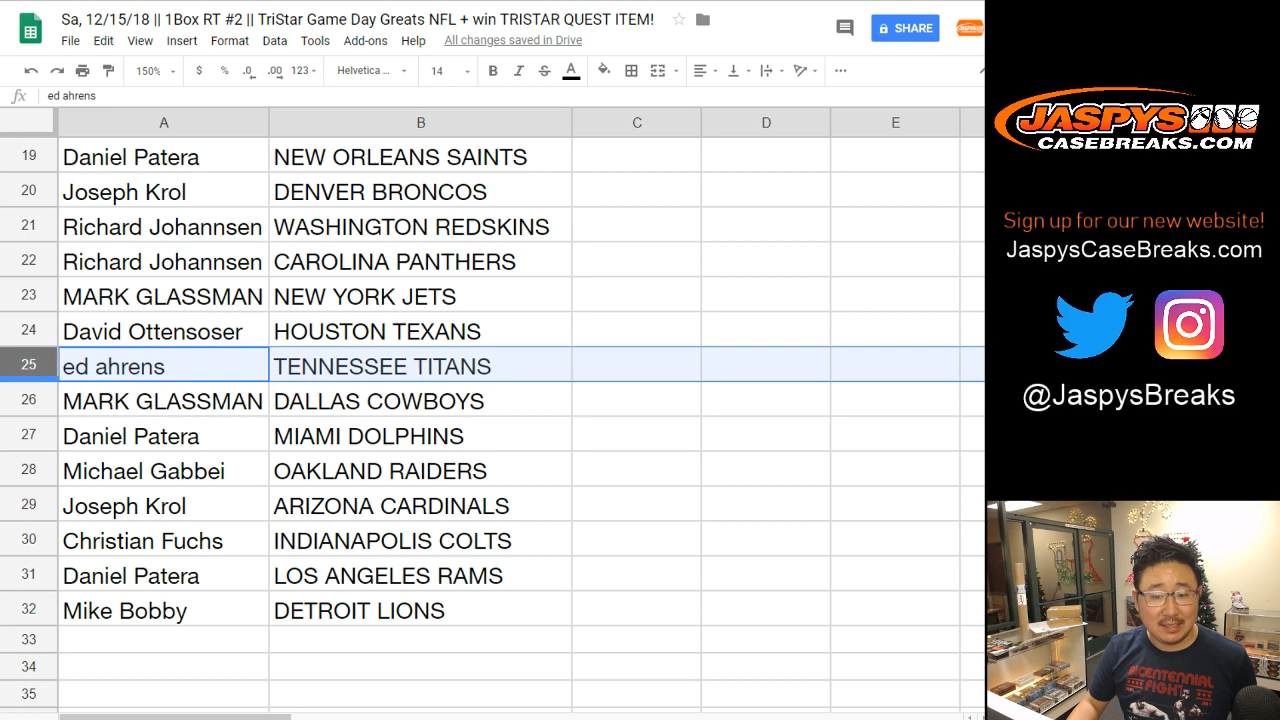 Sa, 12/15/18 || 1Box RT #2 || TriStar Game Day Greats NFL + win TRISTAR QUEST ITEM!
File Edit View Insert Format Data Tools Add-ons Help All changes saved in Drive
SHARE
150% $ % .0 .00 123 Helvetica ... 14 B I S A
fx ed ahrens
A B C D E
19 Daniel Patera NEW ORLEANS SAINTS
20 Joseph Krol DENVER BRONCOS
21 Richard Johannsen WASHINGTON REDSKINS
22 Richard Johannsen CAROLINA PANTHERS
23 MARK GLASSMAN NEW YORK JETS
24 David Ottensoser HOUSTON TEXANS
25 ed ahrens TENNESSEE TITANS
26 MARK GLASSMAN DALLAS COWBOYS
27 Daniel Patera MIAMI DOLPHINS
28 Michael Gabbei OAKLAND RAIDERS
29 Joseph Krol ARIZONA CARDINALS
30 Christian Fuchs INDIANAPOLIS COLTS
31 Daniel Patera LOS ANGELES RAMS
32 Mike Bobby DETROIT LIONS
33
34
35
JASPYS
CASEBREAKS.COM
Sign up for our new website!
JaspysCaseBreaks.com
@JaspysBreaks
BICENTENNIAL
FIGHT